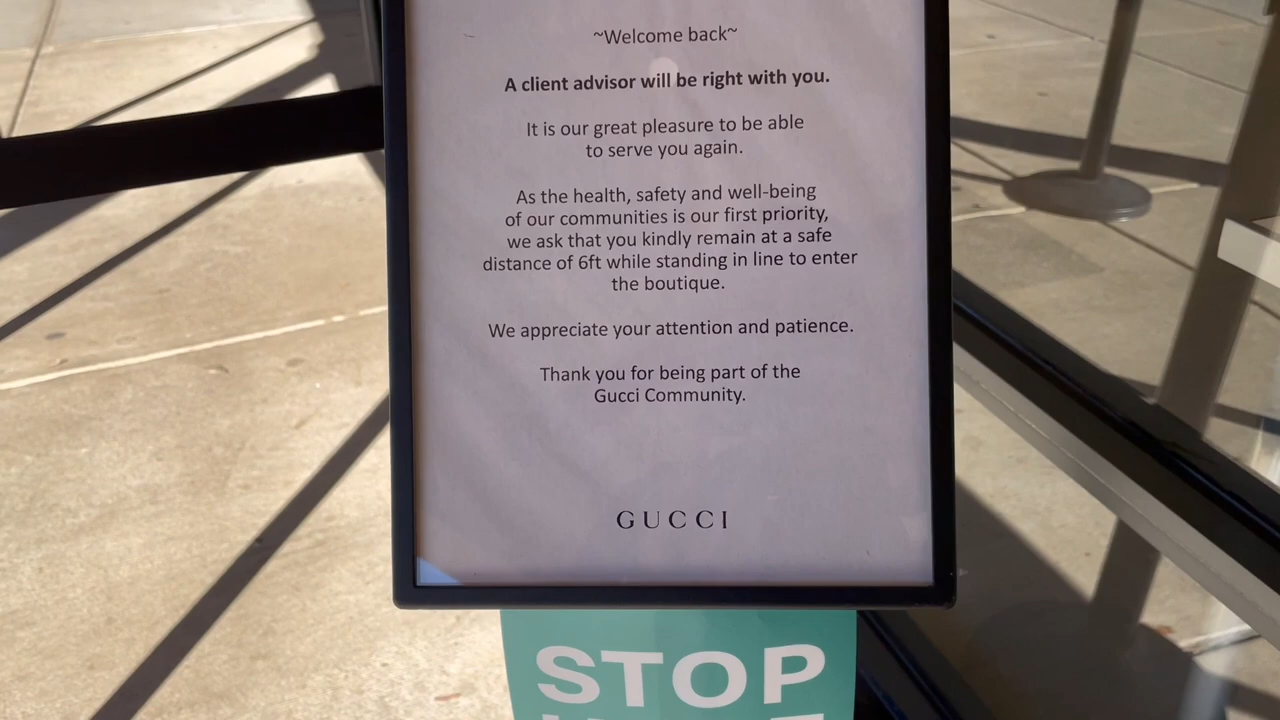 ~Welcome back~
A client advisor will be right with you.
It is our great pleasure to be able
to serve you again.
As the health, safety and well-being
of our communities is our first priority,
we ask that you kindly remain at a safe
distance of 6ft while standing in line to enter
the boutique.
We appreciate your attention and patience.
Thank you for being part of the
Gucci Community.
GUCCI
STOP